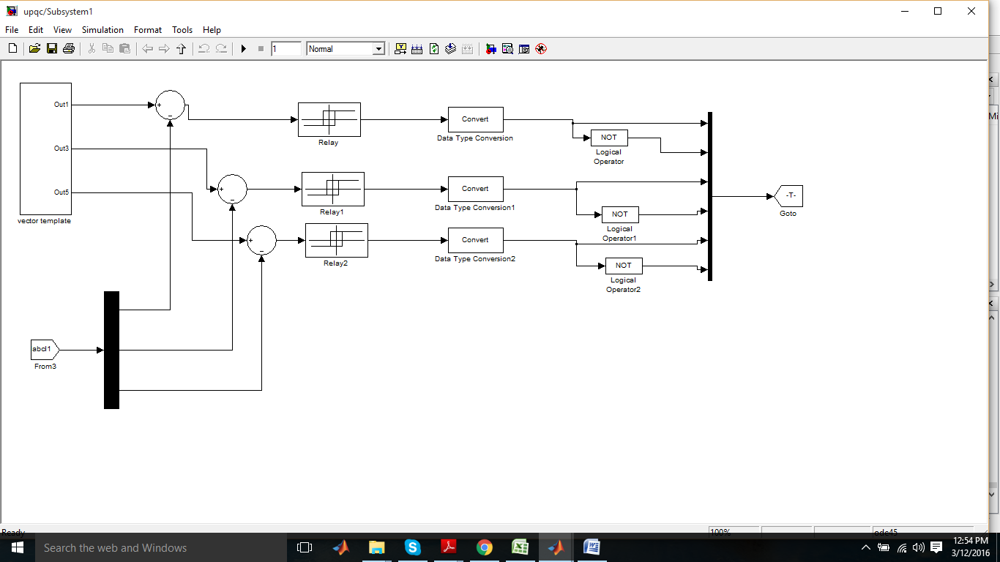 upqc/Subsystem1
File Edit View Simulation Format Tools Help
1 Normal
Out1
Out3
Out5
vector template
+
−
+
−
+
−
Relay
Relay1
Relay2
Convert
Data Type Conversion
Convert
Data Type Conversion1
Convert
Data Type Conversion2
NOT
Logical
Operator
NOT
Logical
Operator1
NOT
Logical
Operator2
-T-
Goto
abcI1
From3
Mi
Ready
100%
ode45
Search the web and Windows
12:54 PM
3/12/2016